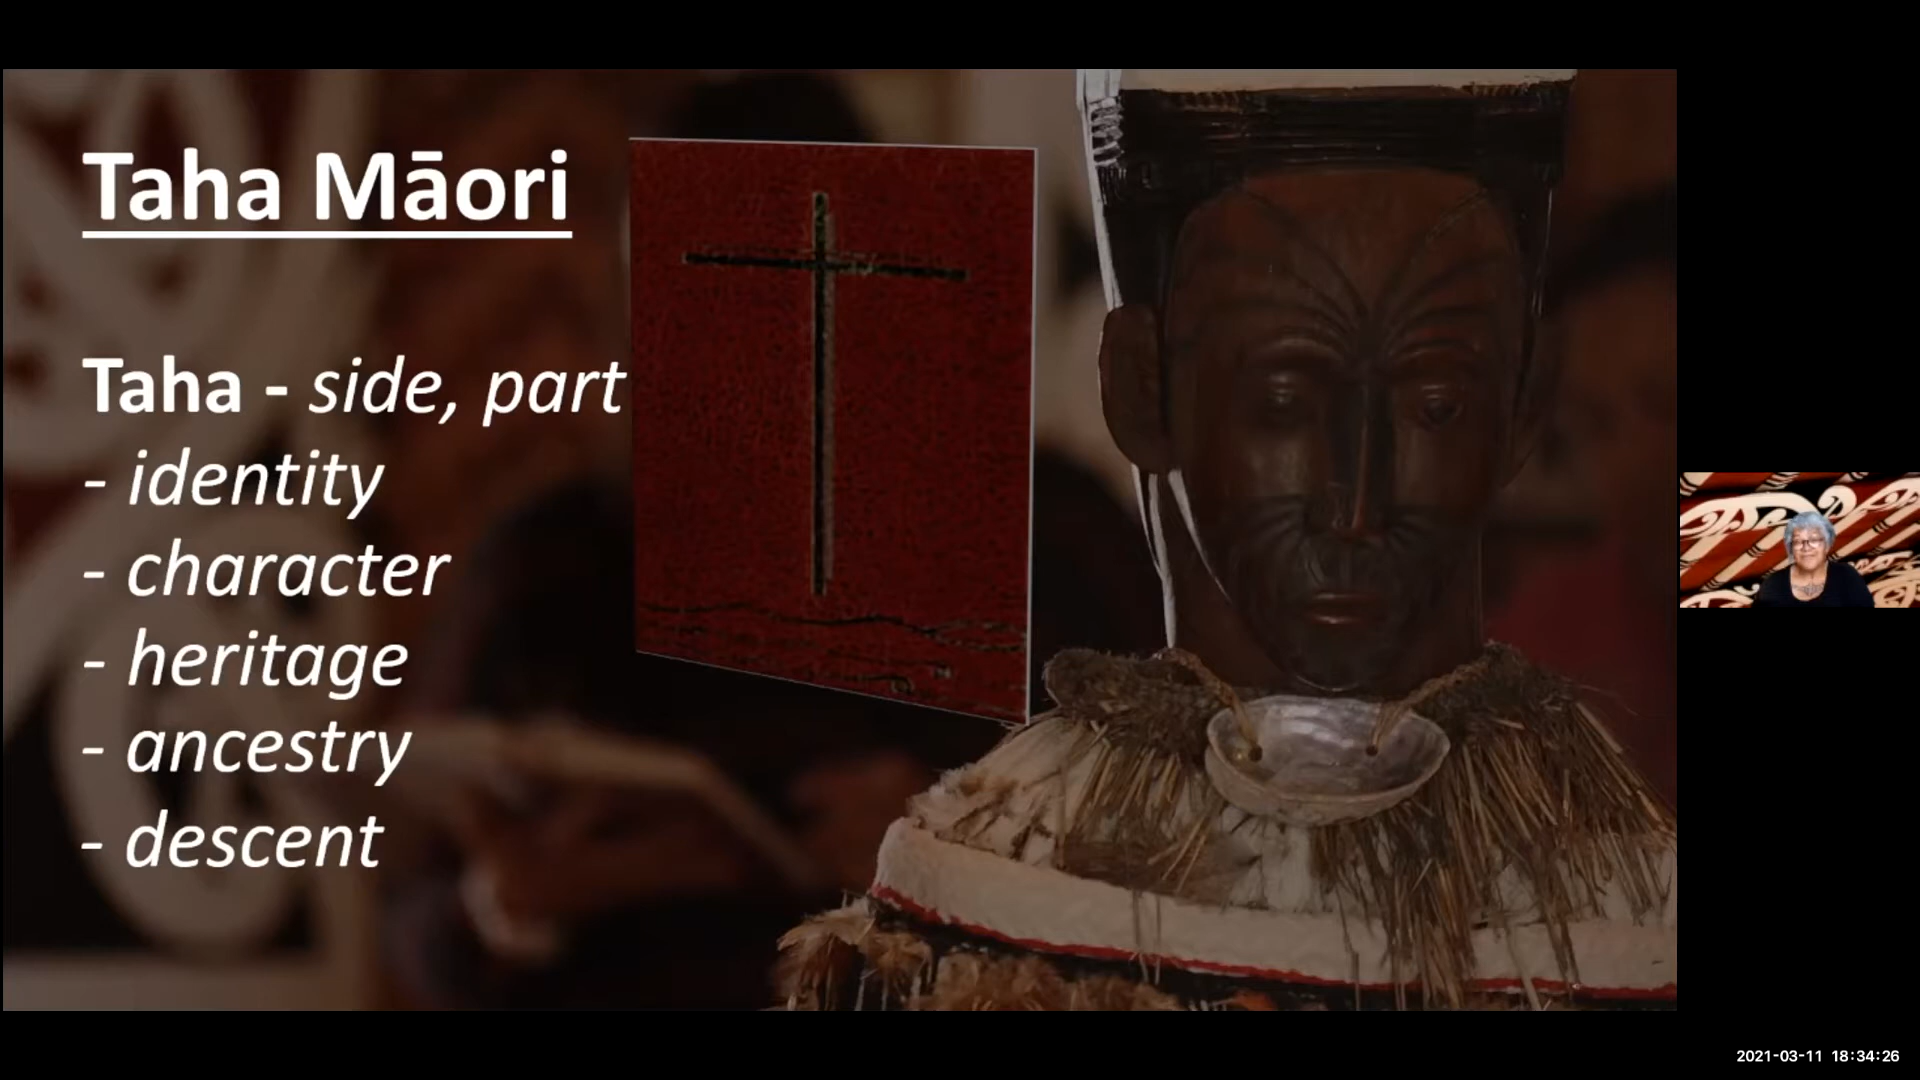 Taha Māori
Taha - side, part
- identity
- character
- heritage
- ancestry
- descent
2021-03-11 18:34:26